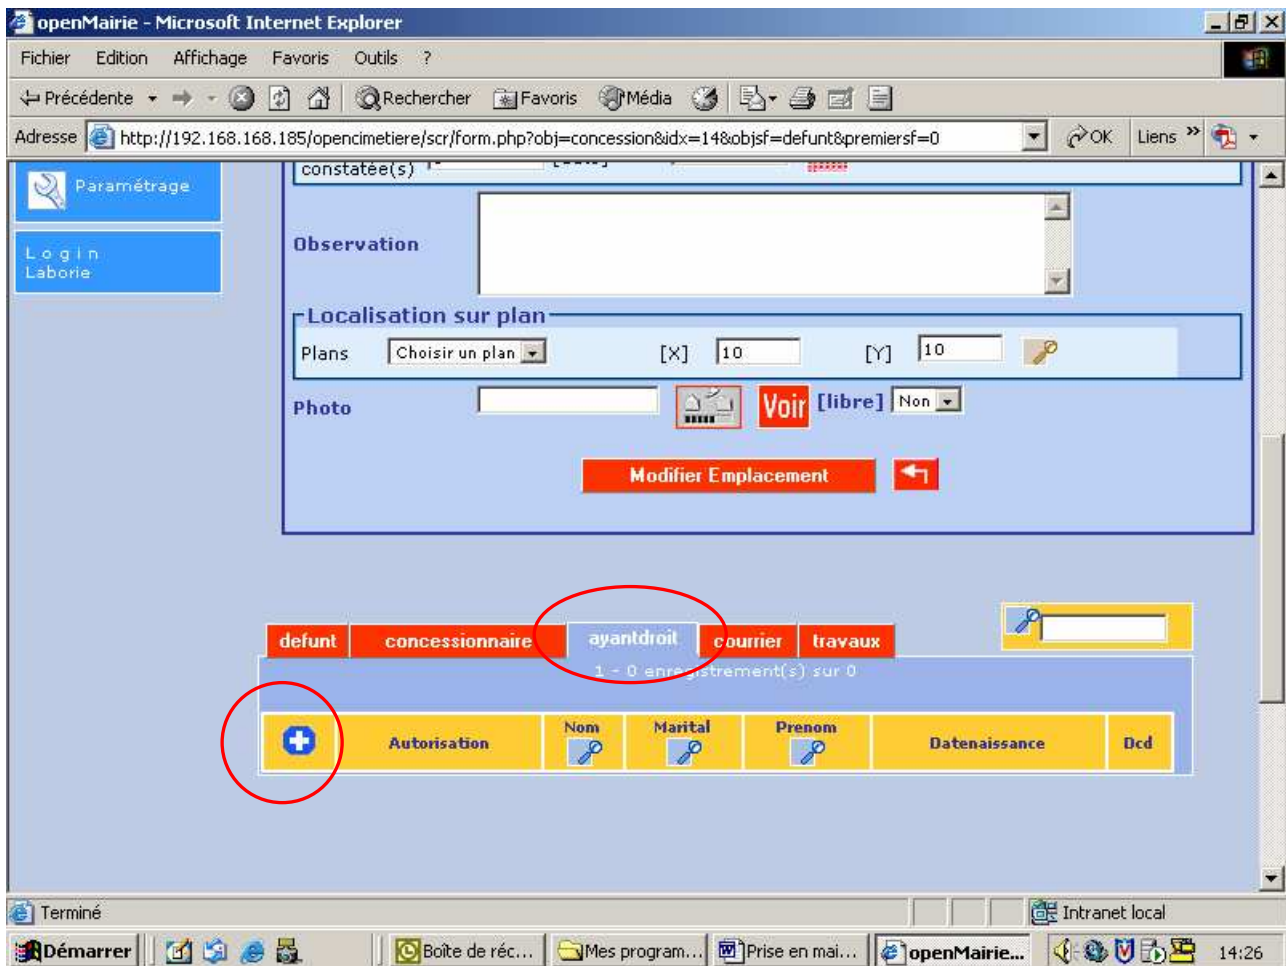 openMairie - Microsoft Internet Explorer
Fichier Edition Affichage Favoris Outils ?
Précédente Rechercher Favoris Média
Adresse http://192.168.168.185/opencimetiere/scr/form.php?obj=concession&idx=14&objsf=defunt&premiersf=0 OK Liens »
Paramétrage
constatée(s)
Login
Laborie
Observation
Localisation sur plan
Plans Choisir un plan [X] 10 [Y] 10
Photo Voir [libre] Non
Modifier Emplacement
defunt concessionnaire ayantdroit courrier travaux
1 - 0 enregistrement(s) sur 0
Autorisation Nom Marital Prenom Datenaissance Dcd
Terminé Intranet local
Démarrer Boîte de réc... Mes program... Prise en mai... openMairie... 14:26